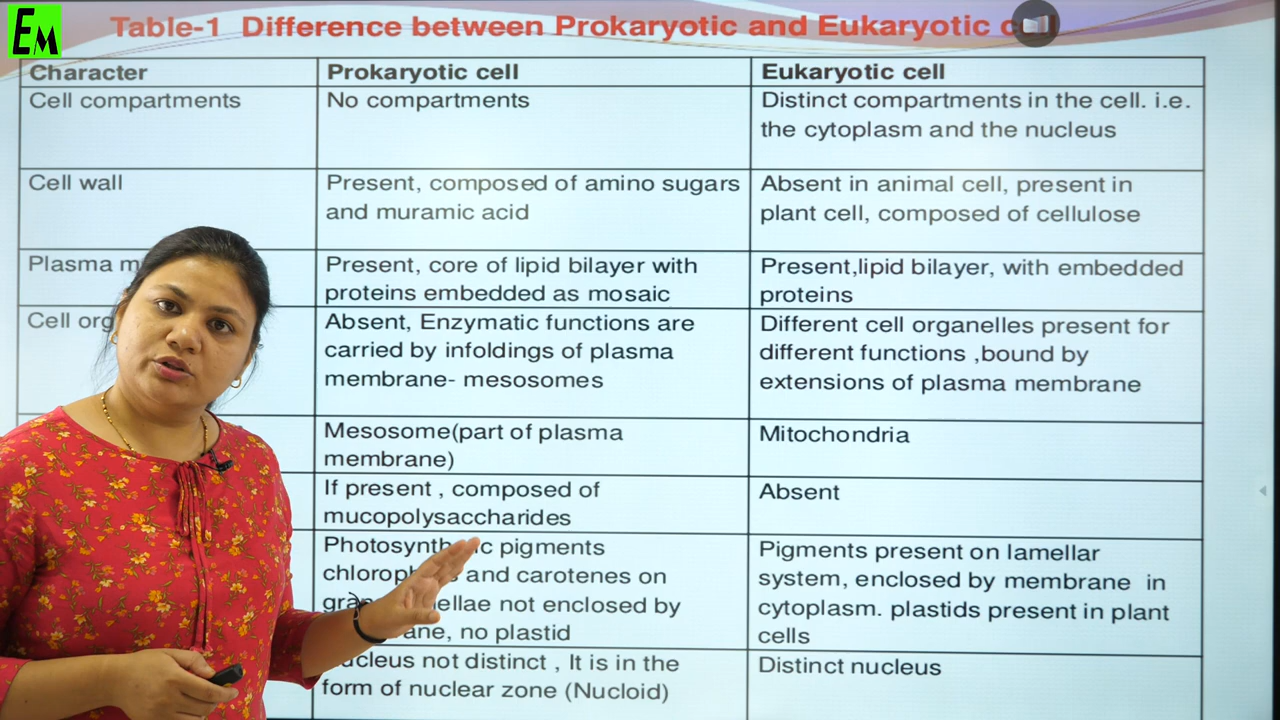 EM
Table-1 Difference between Prokaryotic and Eukaryotic
Character
Prokaryotic cell
Eukaryotic cell
Cell compartments
No compartments
Distinct compartments in the cell. i.e.
the cytoplasm and the nucleus
Cell wall
Present, composed of amino sugars
and muramic acid
Absent in animal cell, present in
plant cell, composed of cellulose
Plasma
Present, core of lipid bilayer with
proteins embedded as mosaic
Present,lipid bilayer, with embedded
proteins
Cell
Absent, Enzymatic functions are
carried by infoldings of plasma
membrane- mesosomes
Different cell organelles present for
different functions ,bound by
extensions of plasma membrane
Mesosome(part of plasma
membrane)
Mitochondria
If present , composed of
mucopolysaccharides
Absent
pigments
and carotenes on
not enclosed by
no plastid
Pigments present on lamellar
system, enclosed by membrane in
cytoplasm. plastids present in plant
cells
not distinct , It is in the
form of nuclear zone (Nucloid)
Distinct nucleus